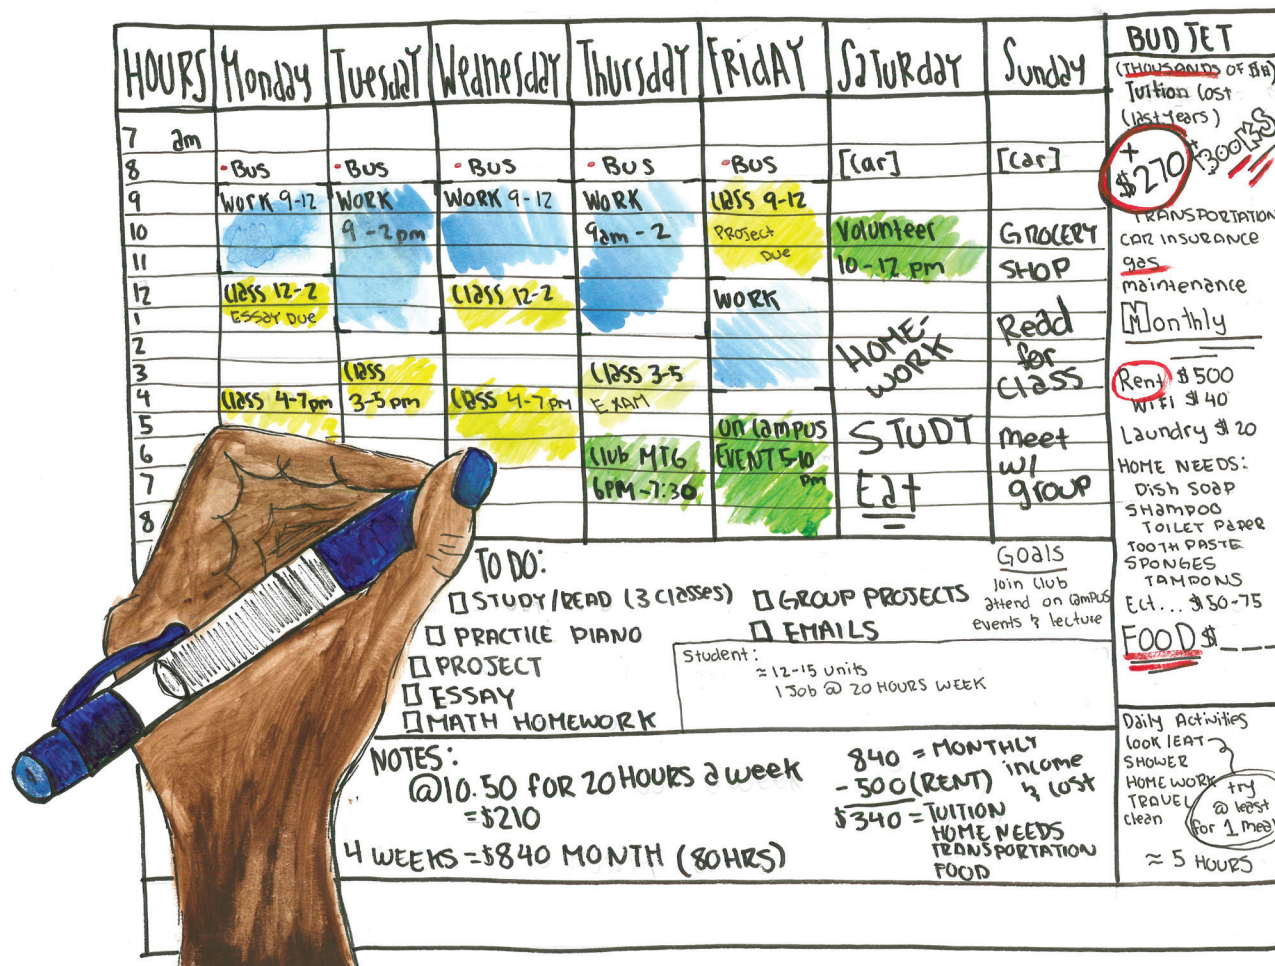 HOURS Monday Tuesday Wednesday Thursday FRIDAY SATURDAY Sunday
7 am
8 •Bus •Bus •Bus •Bus •Bus [Car] [Car]
9 WORK 9-12 WORK WORK 9-12 WORK Class 9-12
10 9-2pm 9am-2 PROJECT Volunteer GROCERY
11 DUE 10-12 pm SHOP
12 Class 12-2 Class 12-2 WORK
1 ESSAY DUE HOME- Read
2 WORK for
3 Class Class 3-5 Class
4 Class 4-7pm 3-5 pm Class 4-7pm EXAM
5 on Campus STUDY meet
6 Club MTG EVENT 5-10 w/
7 6PM-7:30 pm Eat group
8
BUDJET
(THOUSANDS OF $)
Tuition Cost
(last years)
+
$270
+
$300
TRANSPORTATION
CAR INSURANCE
gas
maintenance
Monthly
Rent $500
WIFI $40
Laundry $20
HOME NEEDS:
Dish Soap
SHAMPOO
TOILET PAPER
TOOTH PASTE
SPONGES
TAMPONS
Ect... $50-75
FOOD $____
TO DO:
STUDY/READ (3 Classes)
PRACTICE PIANO
PROJECT
ESSAY
MATH HOMEWORK
GROUP PROJECTS
EMAILS
Goals
Join Club
attend on campus
events & lecture
Student:
≈12-15 units
1 Job @ 20 HOURS WEEK
NOTES:
@10.50 FOR 20 HOURS a week
=$210
4 WEEKS =$840 MONTH (80HRS)
840 = MONTHLY
income
& Cost
-500 (RENT)
$340 = TUITION
HOME NEEDS
TRANSPORTATION
FOOD
Daily Activities
Cook/EAT
SHOWER
HOMEWORK
TRAVEL
Clean
try
@ least
for 1 meal
≈ 5 HOURS